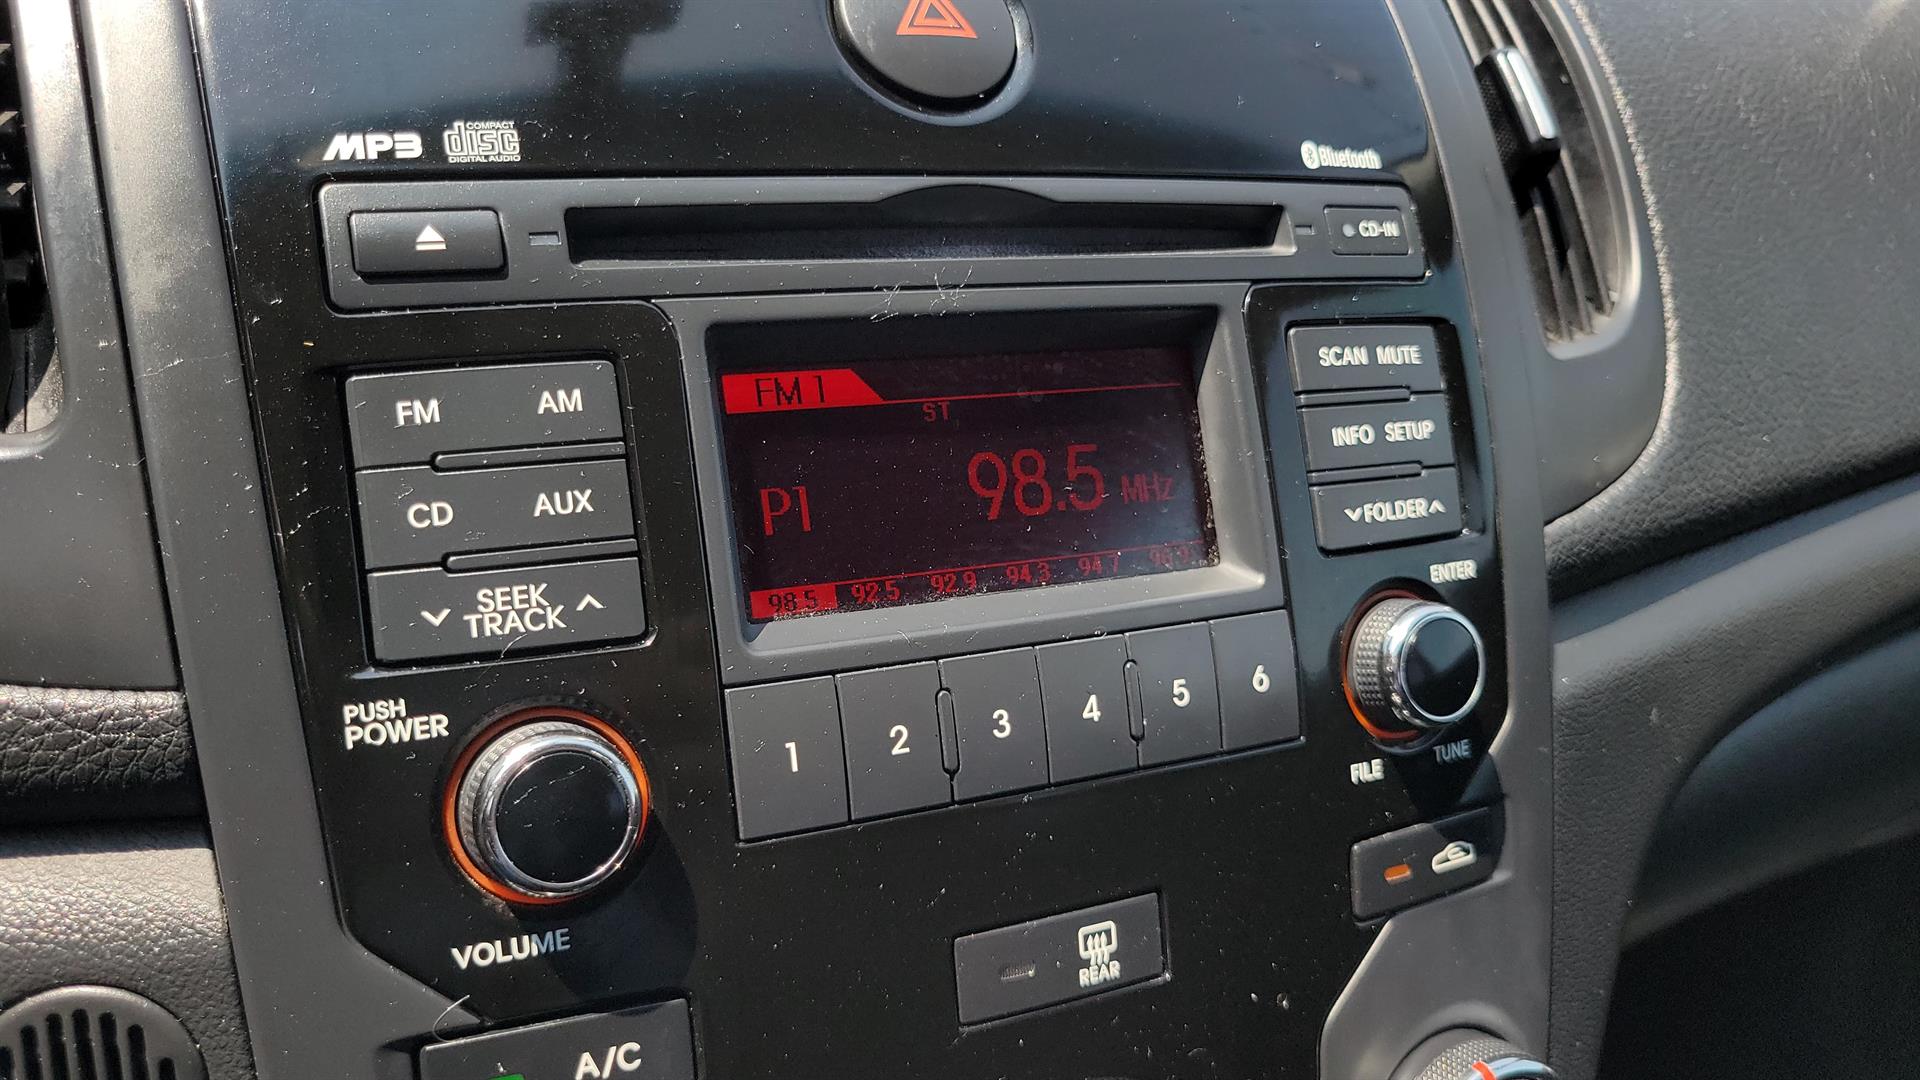 MP3
COMPACT
disc
DIGITAL AUDIO
Bluetooth
CD-IN
FM AM
CD AUX
SEEK
TRACK
FM 1
ST
P1 98.5 MHz
98.5 92.5 92.9 94.3 94.7 96.9
SCAN MUTE
INFO SETUP
FOLDER
ENTER
FILE
TUNE
1 2 3 4 5 6
PUSH
POWER
VOLUME
REAR
A/C